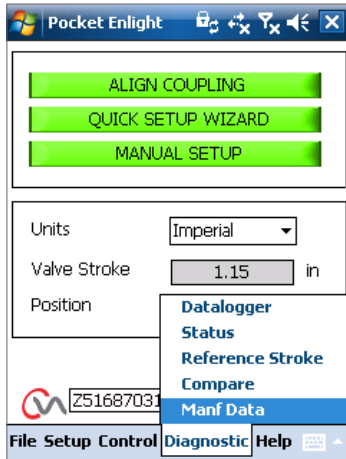 Pocket Enlight
ALIGN COUPLING
QUICK SETUP WIZARD
MANUAL SETUP
Units Imperial
Valve Stroke 1.15 in
Position
Datalogger
Status
Reference Stroke
Compare
Manf Data
Z51687031
File Setup Control Diagnostic Help